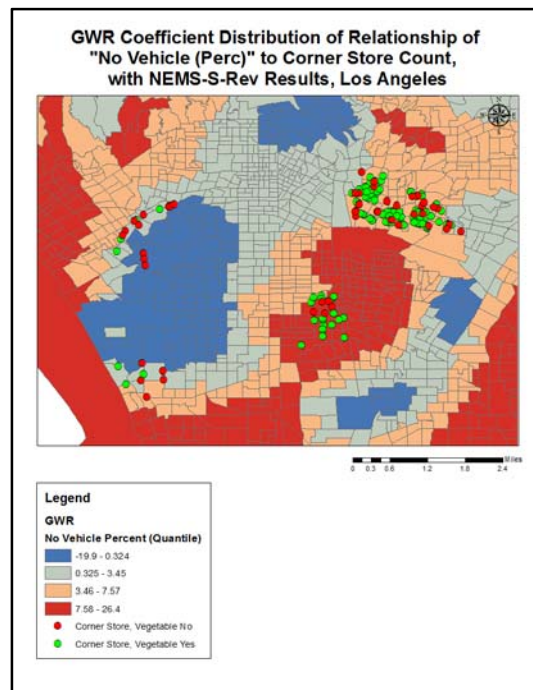 GWR Coefficient Distribution of Relationship of
"No Vehicle (Perc)" to Corner Store Count,
with NEMS-S-Rev Results, Los Angeles
Miles
0 0.3 0.6 1.2 1.8 2.4
Legend
GWR
No Vehicle Percent (Quantile)
-19.9 - 0.324
0.325 - 3.45
3.46 - 7.57
7.58 - 26.4
Corner Store, Vegetable No
Corner Store, Vegetable Yes